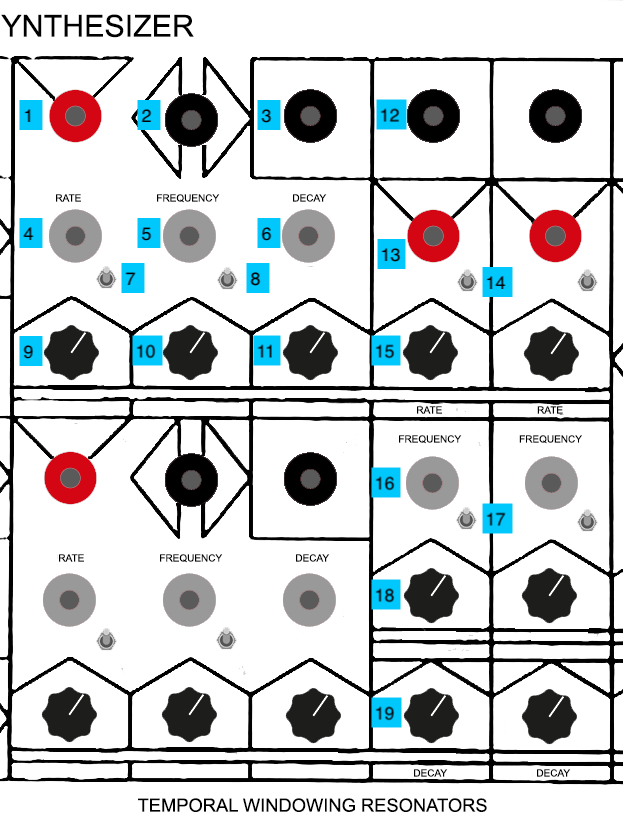 YNTHESIZER
1
2
3
12
RATE
FREQUENCY
DECAY
4
5
6
13
7
8
14
9
10
11
15
RATE
RATE
FREQUENCY
FREQUENCY
16
17
RATE
FREQUENCY
DECAY
18
19
DECAY
DECAY
TEMPORAL WINDOWING RESONATORS